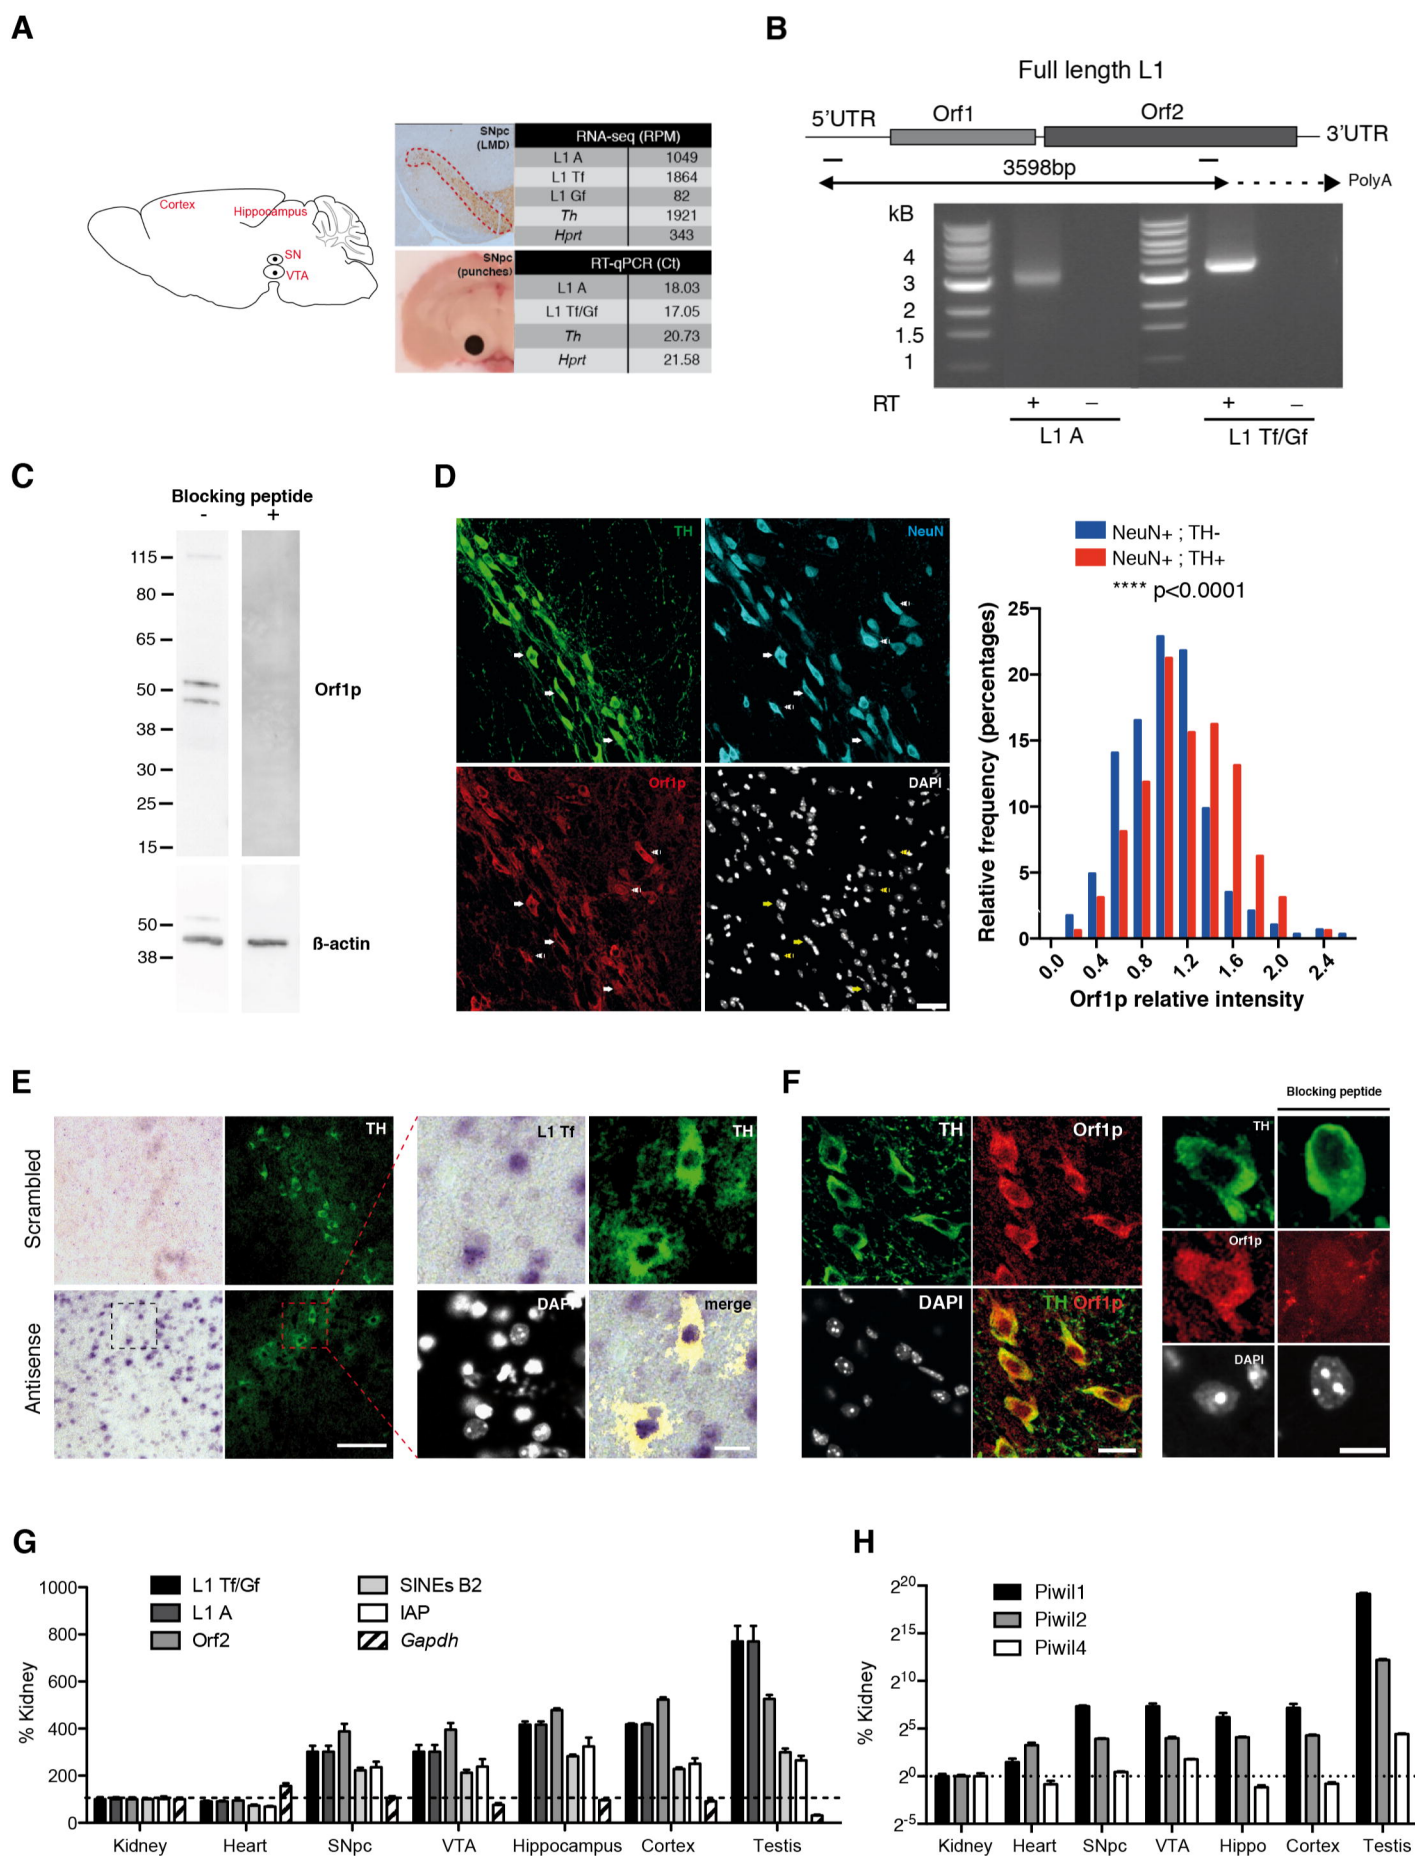 A
Cortex
Hippocampus
SN
VTA
SNpc
(LMD)
RNA-seq (RPM)
L1 A 1049
L1 Tf 1864
L1 Gf 82
Th 1921
Hprt 343
SNpc
(punches)
RT-qPCR (Ct)
L1 A 18.03
L1 Tf/Gf 17.05
Th 20.73
Hprt 21.58
B
Full length L1
5'UTR Orf1 Orf2 3'UTR
3598bp
PolyA
kB
4
3
2
1.5
1
RT + – + –
L1 A L1 Tf/Gf
C
Blocking peptide
- +
115
80
65
50
38
30
25
15
Orf1p
50
38
ß-actin
D
TH
NeuN
Orf1p
DAPI
NeuN+ ; TH-
NeuN+ ; TH+
**** p<0.0001
Relative frequency (percentages)
25
20
15
10
5
0
0.0 0.4 0.8 1.2 1.6 2.0 2.4
Orf1p relative intensity
E
Scrambled
Antisense
TH
L1 Tf
TH
DAPI
merge
F
TH
Orf1p
DAPI
TH Orf1p
Blocking peptide
TH
Orf1p
DAPI
G
L1 Tf/Gf
L1 A
Orf2
SINEs B2
IAP
Gapdh
% Kidney
1000
800
600
400
200
0
Kidney Heart SNpc VTA Hippocampus Cortex Testis
H
Piwil1
Piwil2
Piwil4
% Kidney
2^20
2^15
2^10
2^5
2^0
2^-5
Kidney Heart SNpc VTA Hippo Cortex Testis